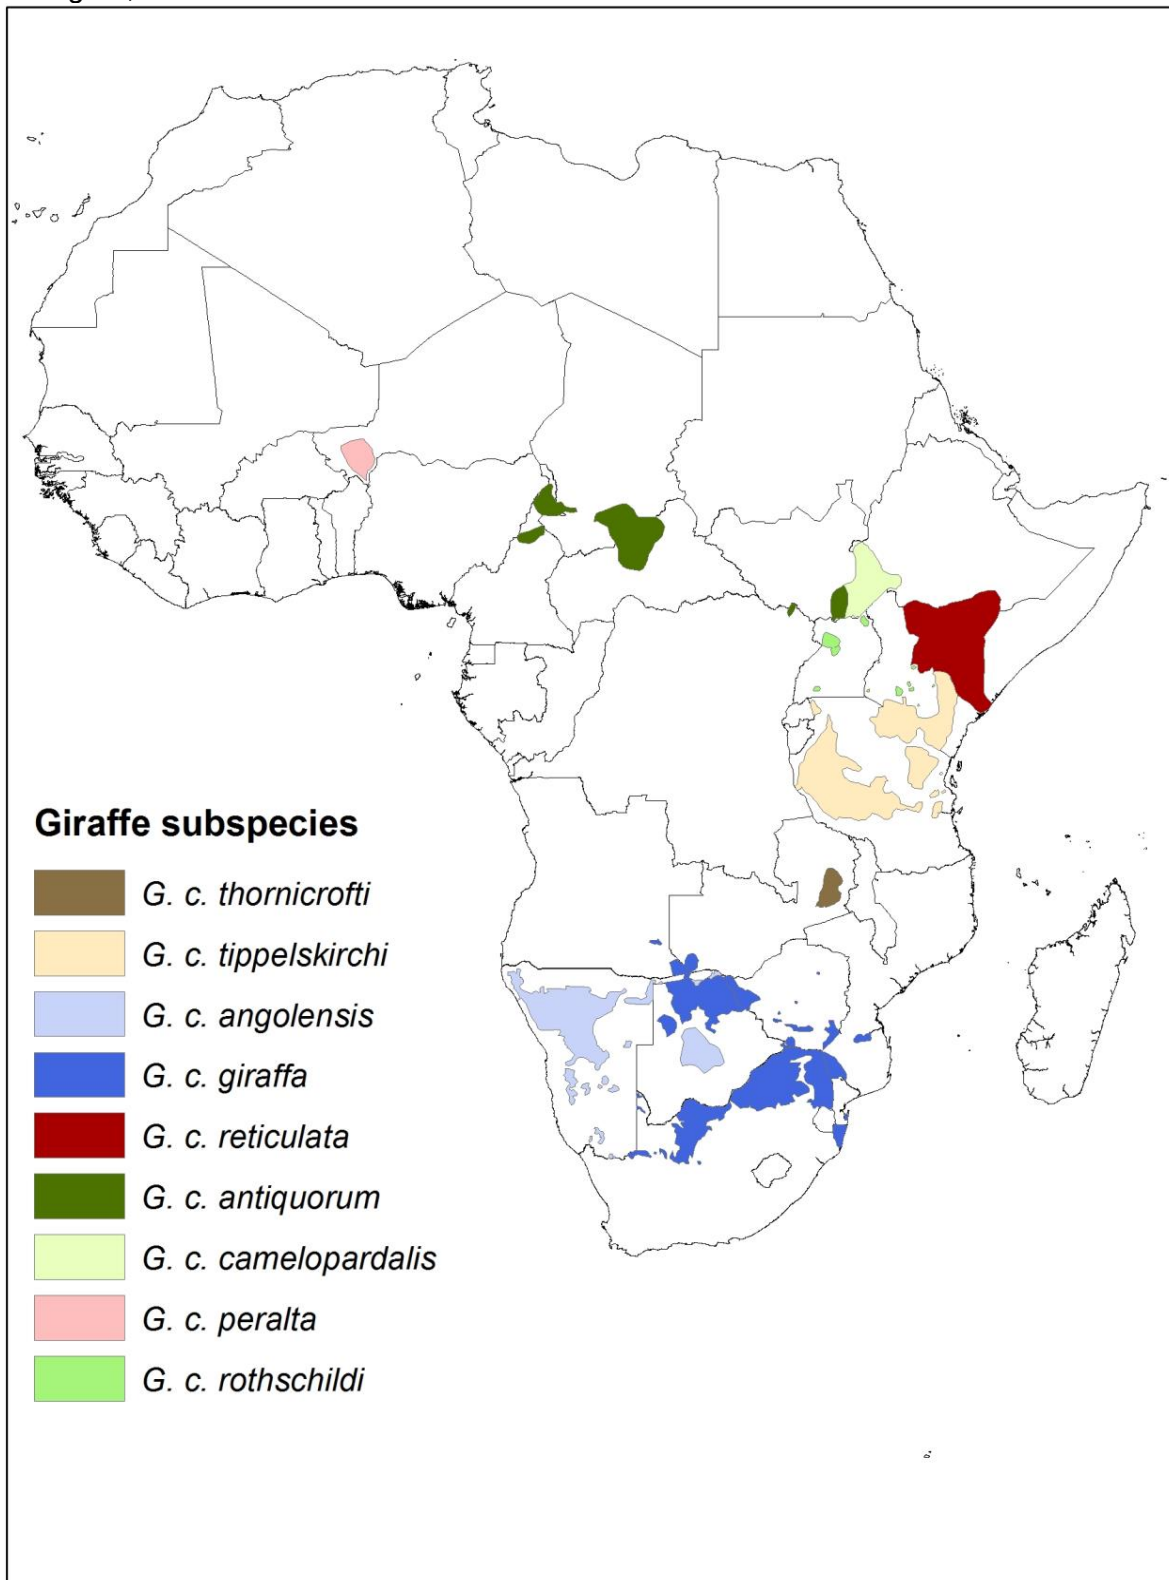 Giraffe subspecies
G. c. thornicrofti
G. c. tippelskirchi
G. c. angolensis
G. c. giraffa
G. c. reticulata
G. c. antiquorum
G. c. camelopardalis
G. c. peralta
G. c. rothschildi